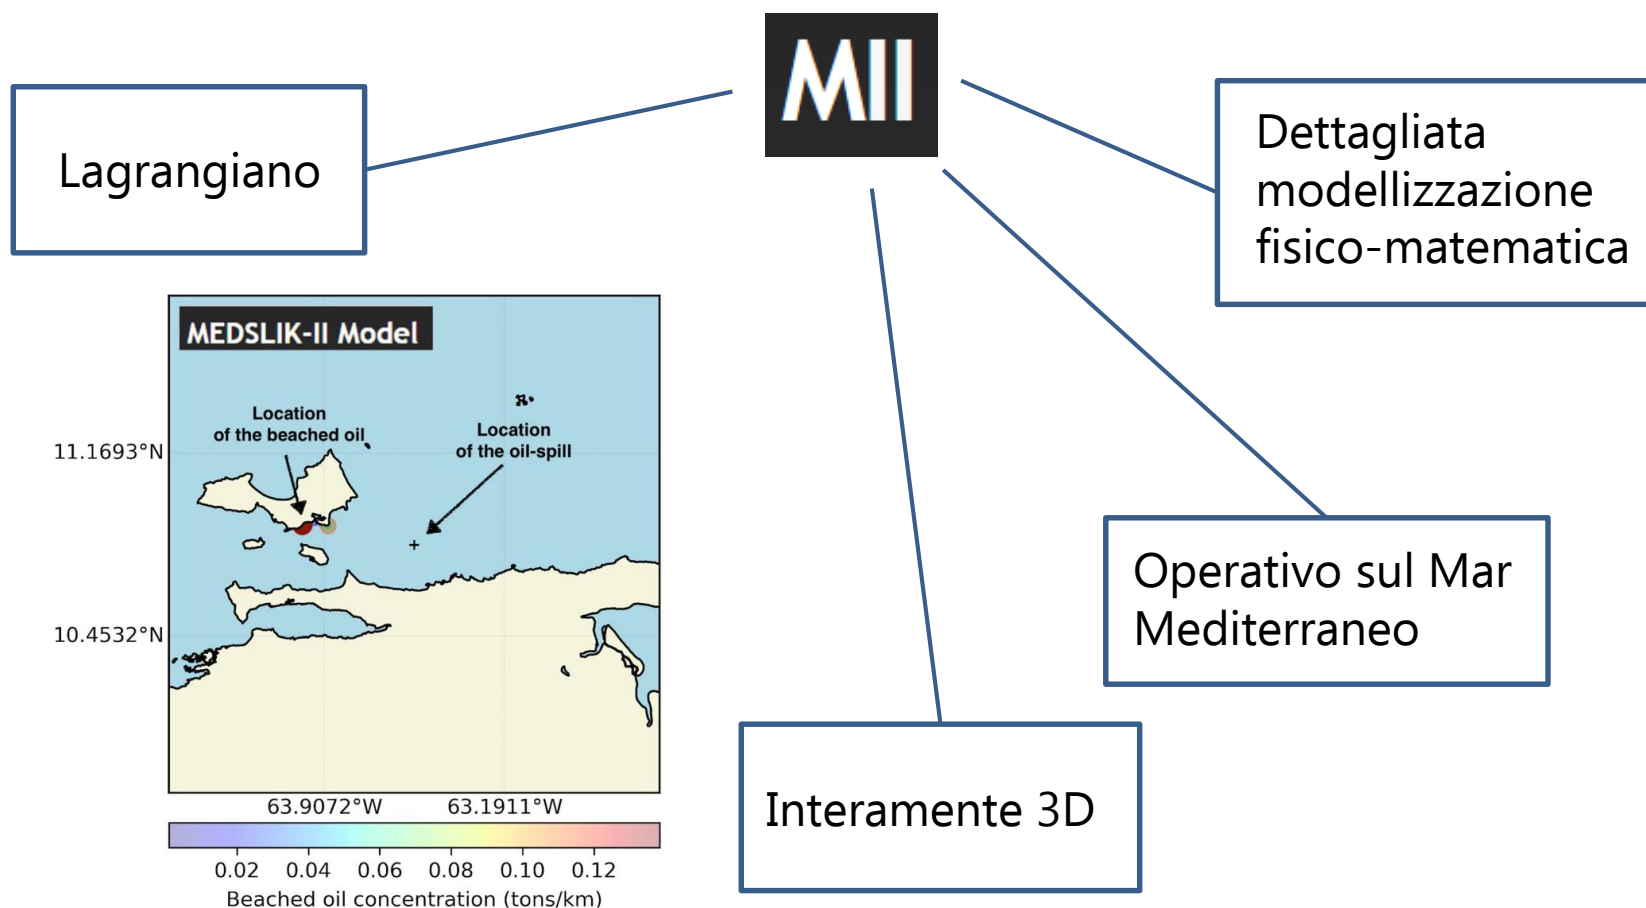 MII
Lagrangiano
Dettagliata
modellizzazione
fisico-matematica
MEDSLIK-II Model
Location
of the beached oil
Location
of the oil-spill
11.1693°N
10.4532°N
63.9072°W 63.1911°W
0.02 0.04 0.06 0.08 0.10 0.12
Beached oil concentration (tons/km)
Operativo sul Mar
Mediterraneo
Interamente 3D